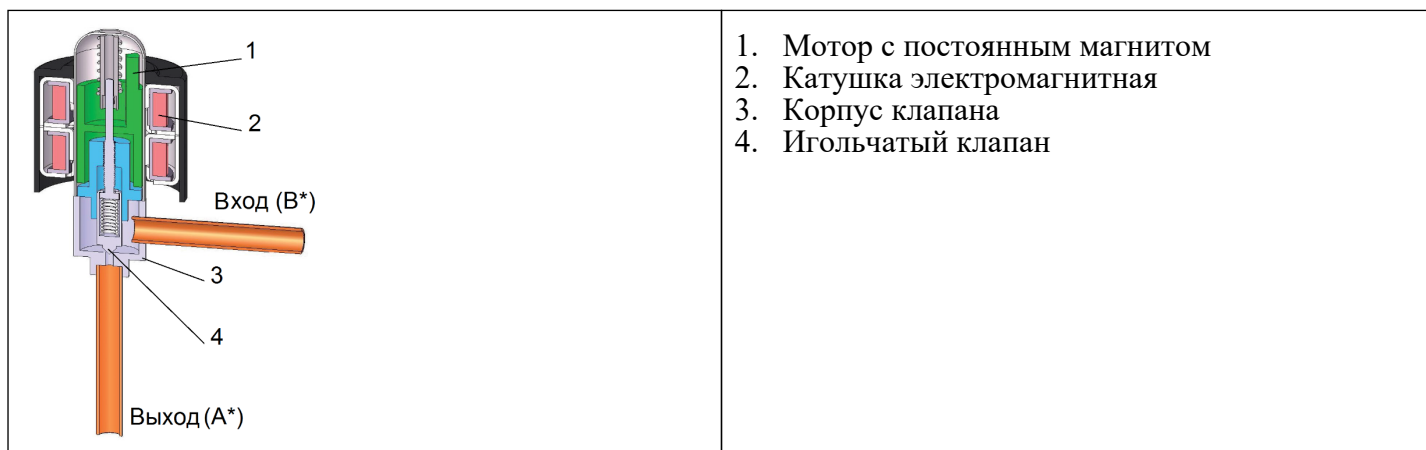 1
2
Вход (B*)
3
4
Выход (A*)
1. Мотор с постоянным магнитом
2. Катушка электромагнитная
3. Корпус клапана
4. Игольчатый клапан